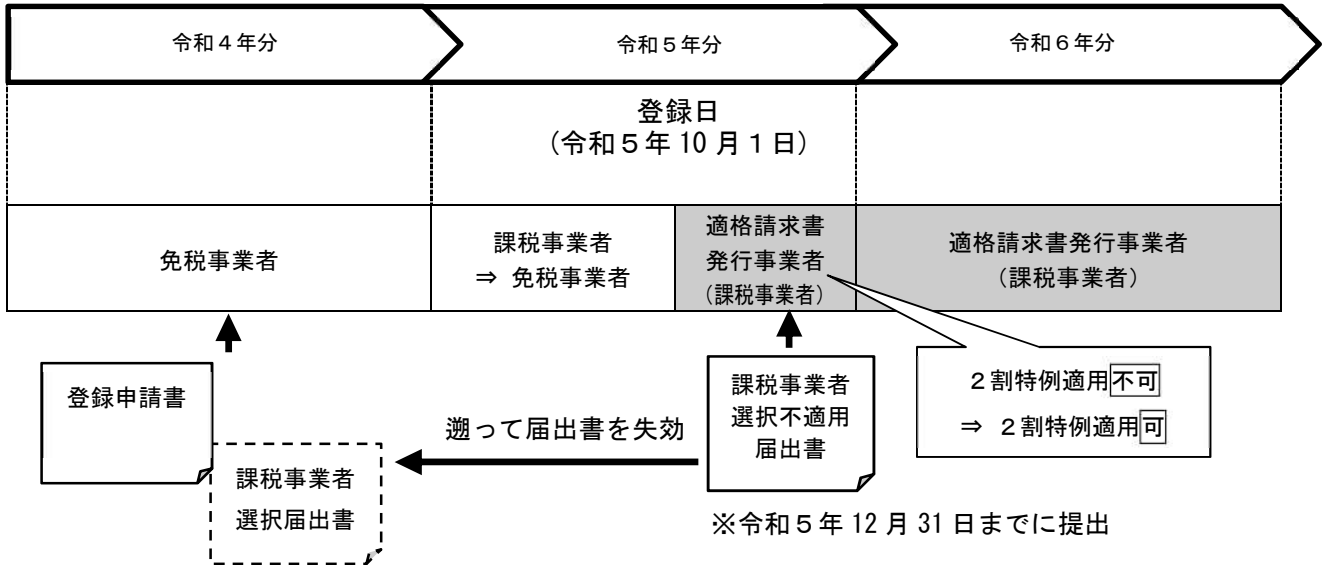 令和４年分
令和５年分
令和６年分
登録日
（令和５年 10 月１日）
免税事業者
課税事業者
⇒ 免税事業者
適格請求書
発行事業者
（課税事業者）
適格請求書発行事業者
（課税事業者）
登録申請書
課税事業者
選択届出書
遡って届出書を失効
課税事業者
選択不適用
届出書
２割特例適用不可
⇒ ２割特例適用可
※令和５年 12 月 31 日までに提出